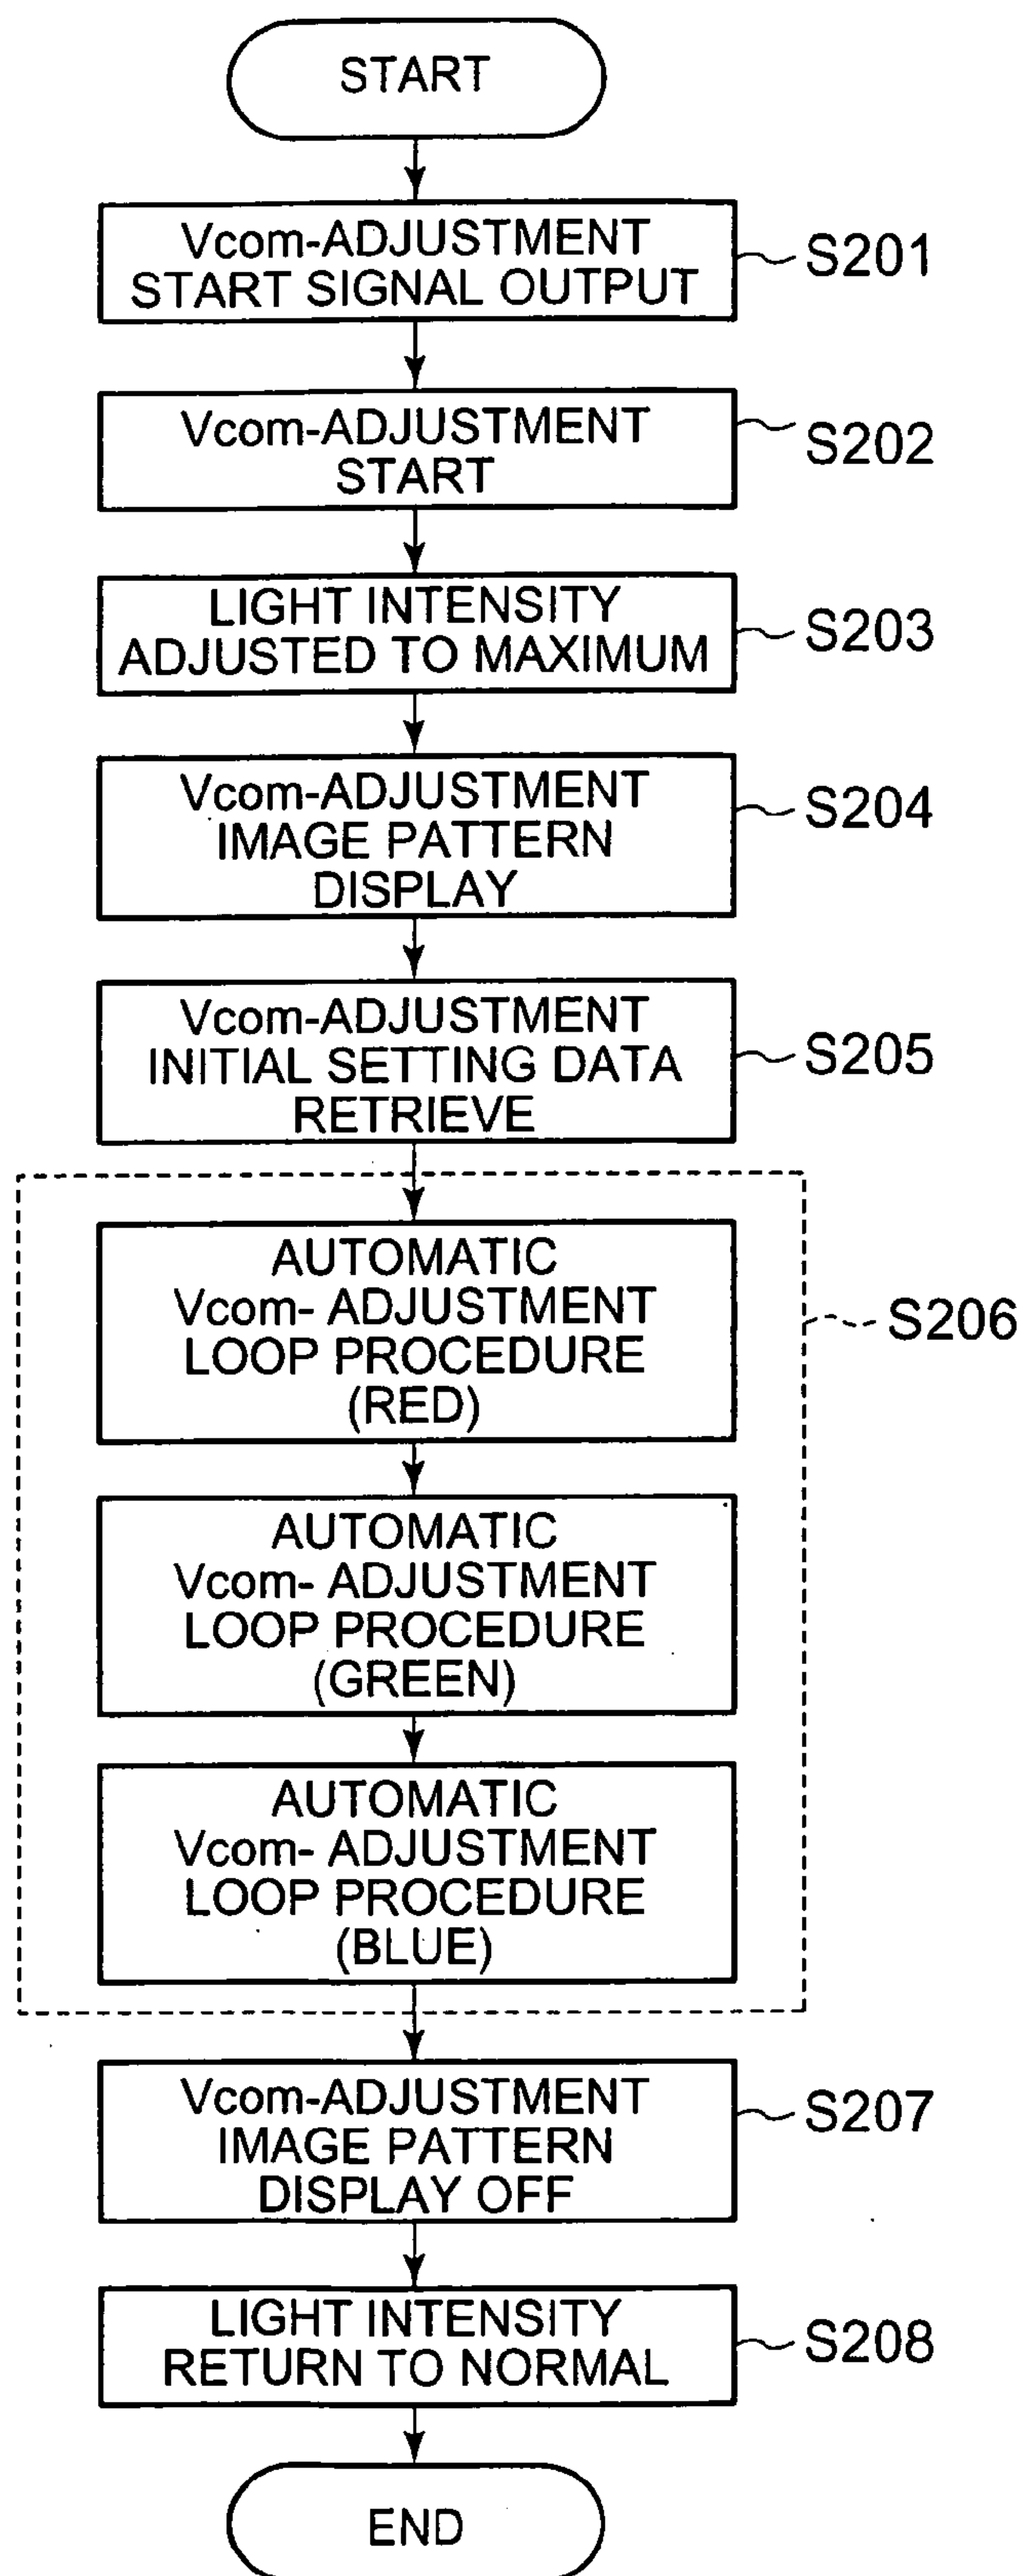 START
Vcom-ADJUSTMENT
START SIGNAL OUTPUT
S201
Vcom-ADJUSTMENT
START
S202
LIGHT INTENSITY
ADJUSTED TO MAXIMUM
S203
Vcom-ADJUSTMENT
IMAGE PATTERN
DISPLAY
S204
Vcom-ADJUSTMENT
INITIAL SETTING DATA
RETRIEVE
S205
AUTOMATIC
Vcom- ADJUSTMENT
LOOP PROCEDURE
(RED)
S206
AUTOMATIC
Vcom- ADJUSTMENT
LOOP PROCEDURE
(GREEN)
AUTOMATIC
Vcom- ADJUSTMENT
LOOP PROCEDURE
(BLUE)
Vcom-ADJUSTMENT
IMAGE PATTERN
DISPLAY OFF
S207
LIGHT INTENSITY
RETURN TO NORMAL
S208
END